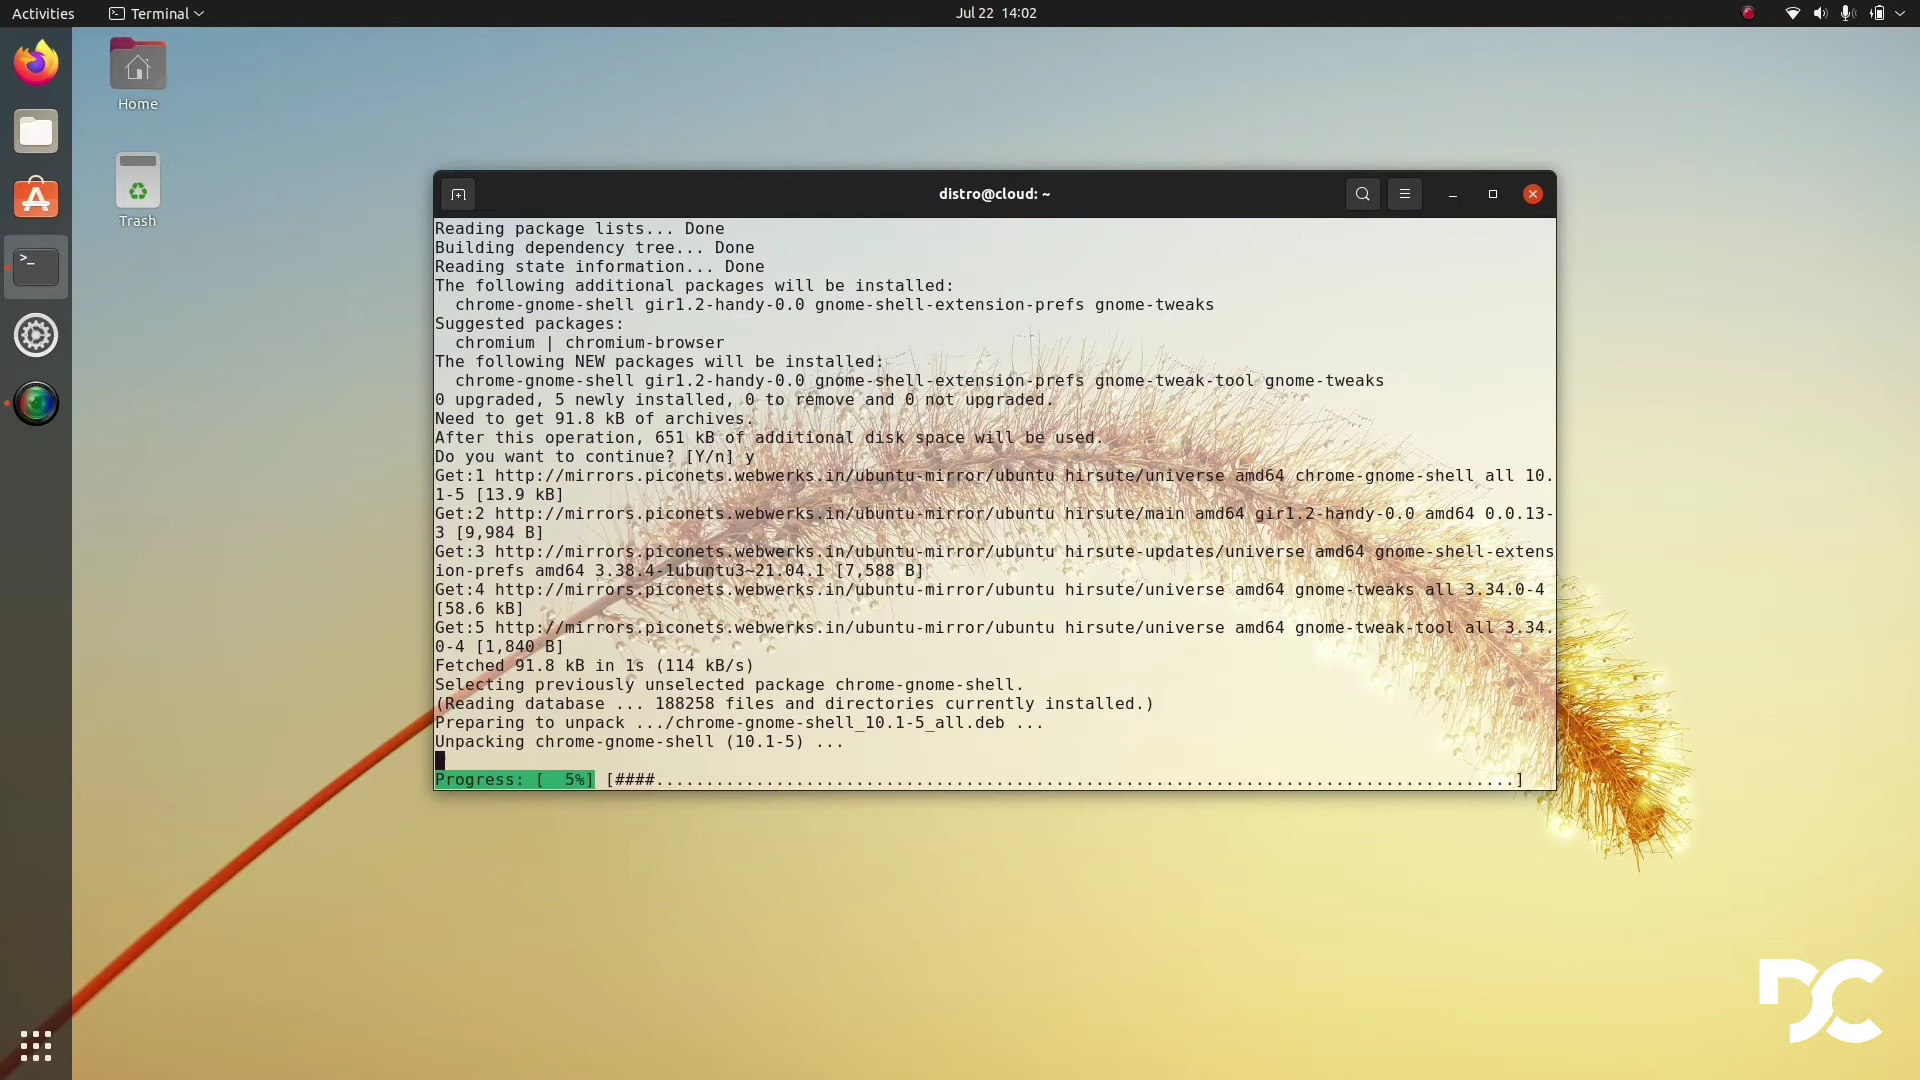 Activities
Terminal
Jul 22 14:02
Home
Trash
distro@cloud: ~
Reading package lists... Done
Building dependency tree... Done
Reading state information... Done
The following additional packages will be installed:
  chrome-gnome-shell gir1.2-handy-0.0 gnome-shell-extension-prefs gnome-tweaks
Suggested packages:
  chromium | chromium-browser
The following NEW packages will be installed:
  chrome-gnome-shell gir1.2-handy-0.0 gnome-shell-extension-prefs gnome-tweak-tool gnome-tweaks
0 upgraded, 5 newly installed, 0 to remove and 0 not upgraded.
Need to get 91.8 kB of archives.
After this operation, 651 kB of additional disk space will be used.
Do you want to continue? [Y/n] y
Get:1 http://mirrors.piconets.webwerks.in/ubuntu-mirror/ubuntu hirsute/universe amd64 chrome-gnome-shell all 10.
1-5 [13.9 kB]
Get:2 http://mirrors.piconets.webwerks.in/ubuntu-mirror/ubuntu hirsute/main amd64 gir1.2-handy-0.0 amd64 0.0.13-
3 [9,984 B]
Get:3 http://mirrors.piconets.webwerks.in/ubuntu-mirror/ubuntu hirsute-updates/universe amd64 gnome-shell-extens
ion-prefs amd64 3.38.4-1ubuntu3~21.04.1 [7,588 B]
Get:4 http://mirrors.piconets.webwerks.in/ubuntu-mirror/ubuntu hirsute/universe amd64 gnome-tweaks all 3.34.0-4
[58.6 kB]
Get:5 http://mirrors.piconets.webwerks.in/ubuntu-mirror/ubuntu hirsute/universe amd64 gnome-tweak-tool all 3.34.
0-4 [1,840 B]
Fetched 91.8 kB in 1s (114 kB/s)
Selecting previously unselected package chrome-gnome-shell.
(Reading database ... 188258 files and directories currently installed.)
Preparing to unpack .../chrome-gnome-shell_10.1-5_all.deb ...
Unpacking chrome-gnome-shell (10.1-5) ...
Progress: [  5%] [####......................................................................................]
DC